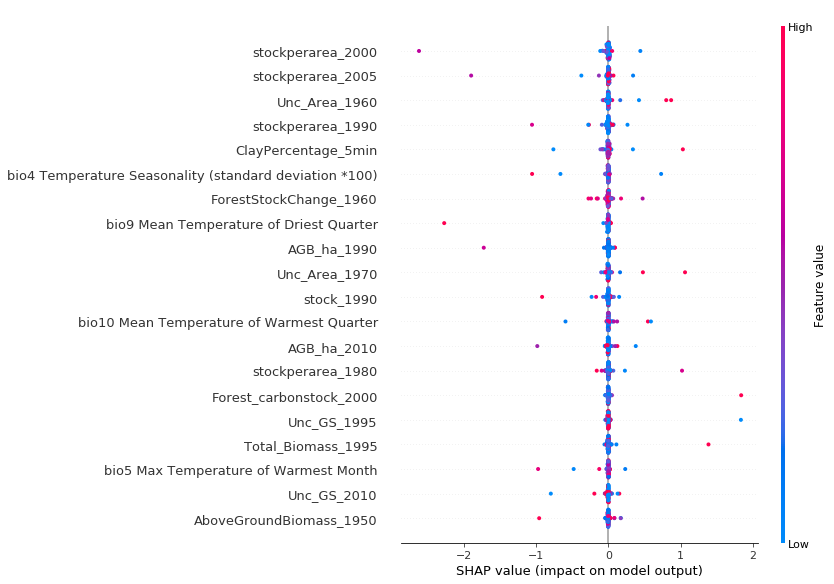 High
stockperarea_2000
stockperarea_2005
Unc_Area_1960
stockperarea_1990
ClayPercentage_5min
bio4 Temperature Seasonality (standard deviation *100)
ForestStockChange_1960
bio9 Mean Temperature of Driest Quarter
AGB_ha_1990
Unc_Area_1970
stock_1990
bio10 Mean Temperature of Warmest Quarter
AGB_ha_2010
stockperarea_1980
Forest_carbonstock_2000
Unc_GS_1995
Total_Biomass_1995
bio5 Max Temperature of Warmest Month
Unc_GS_2010
AboveGroundBiomass_1950
Feature value
Low
−2 −1 0 1 2
SHAP value (impact on model output)